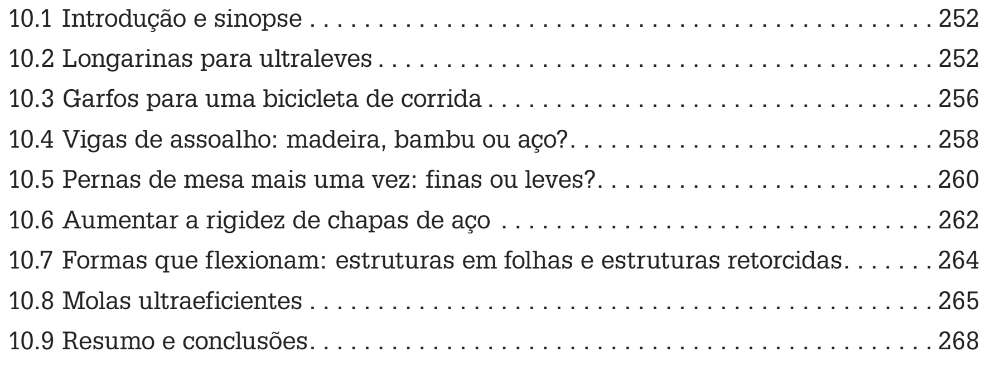 10.1 Introdução e sinopse . . . . . . . . . . . . . . . . . . . . . . . . . . . . . . . . . . . . . . . . . . . . . . 252
10.2 Longarinas para ultraleves . . . . . . . . . . . . . . . . . . . . . . . . . . . . . . . . . . . . . . . . . 252
10.3 Garfos para uma bicicleta de corrida . . . . . . . . . . . . . . . . . . . . . . . . . . . . . . . . . 256
10.4 Vigas de assoalho: madeira, bambu ou aço? . . . . . . . . . . . . . . . . . . . . . . . . . . . 258
10.5 Pernas de mesa mais uma vez: finas ou leves? . . . . . . . . . . . . . . . . . . . . . . . . . 260
10.6 Aumentar a rigidez de chapas de aço . . . . . . . . . . . . . . . . . . . . . . . . . . . . . . . . 262
10.7 Formas que flexionam: estruturas em folhas e estruturas retorcidas . . . . . . . 264
10.8 Molas ultraeficientes . . . . . . . . . . . . . . . . . . . . . . . . . . . . . . . . . . . . . . . . . . . . . . 265
10.9 Resumo e conclusões . . . . . . . . . . . . . . . . . . . . . . . . . . . . . . . . . . . . . . . . . . . . . . 268